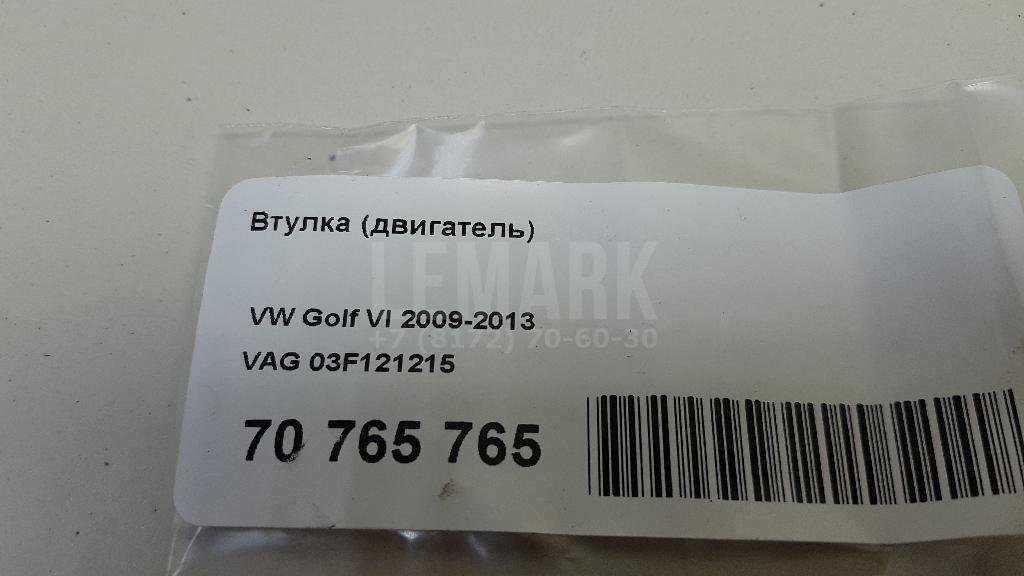 Втулка (двигатель)
LEMARK
VW Golf VI 2009-2013
+7 (8172) 70-60-30
VAG 03F121215
70 765 765